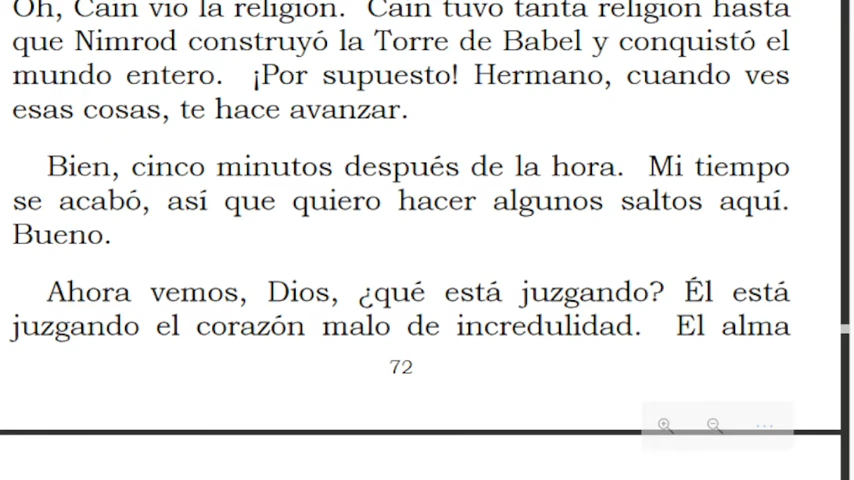 Oh, Caín vio la religión. Caín tuvo tanta religión hasta
que Nimrod construyó la Torre de Babel y conquistó el
mundo entero. ¡Por supuesto! Hermano, cuando ves
esas cosas, te hace avanzar.
Bien, cinco minutos después de la hora. Mi tiempo
se acabó, así que quiero hacer algunos saltos aquí.
Bueno.
Ahora vemos, Dios, ¿qué está juzgando? Él está
juzgando el corazón malo de incredulidad. El alma
72